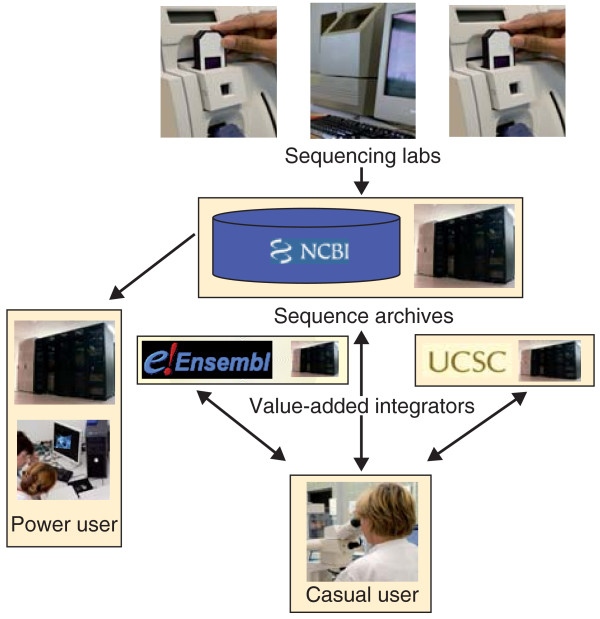 Sequencing labs
NCBI
Sequence archives
e!Ensembl
UCSC
Value-added integrators
Power user
Casual user